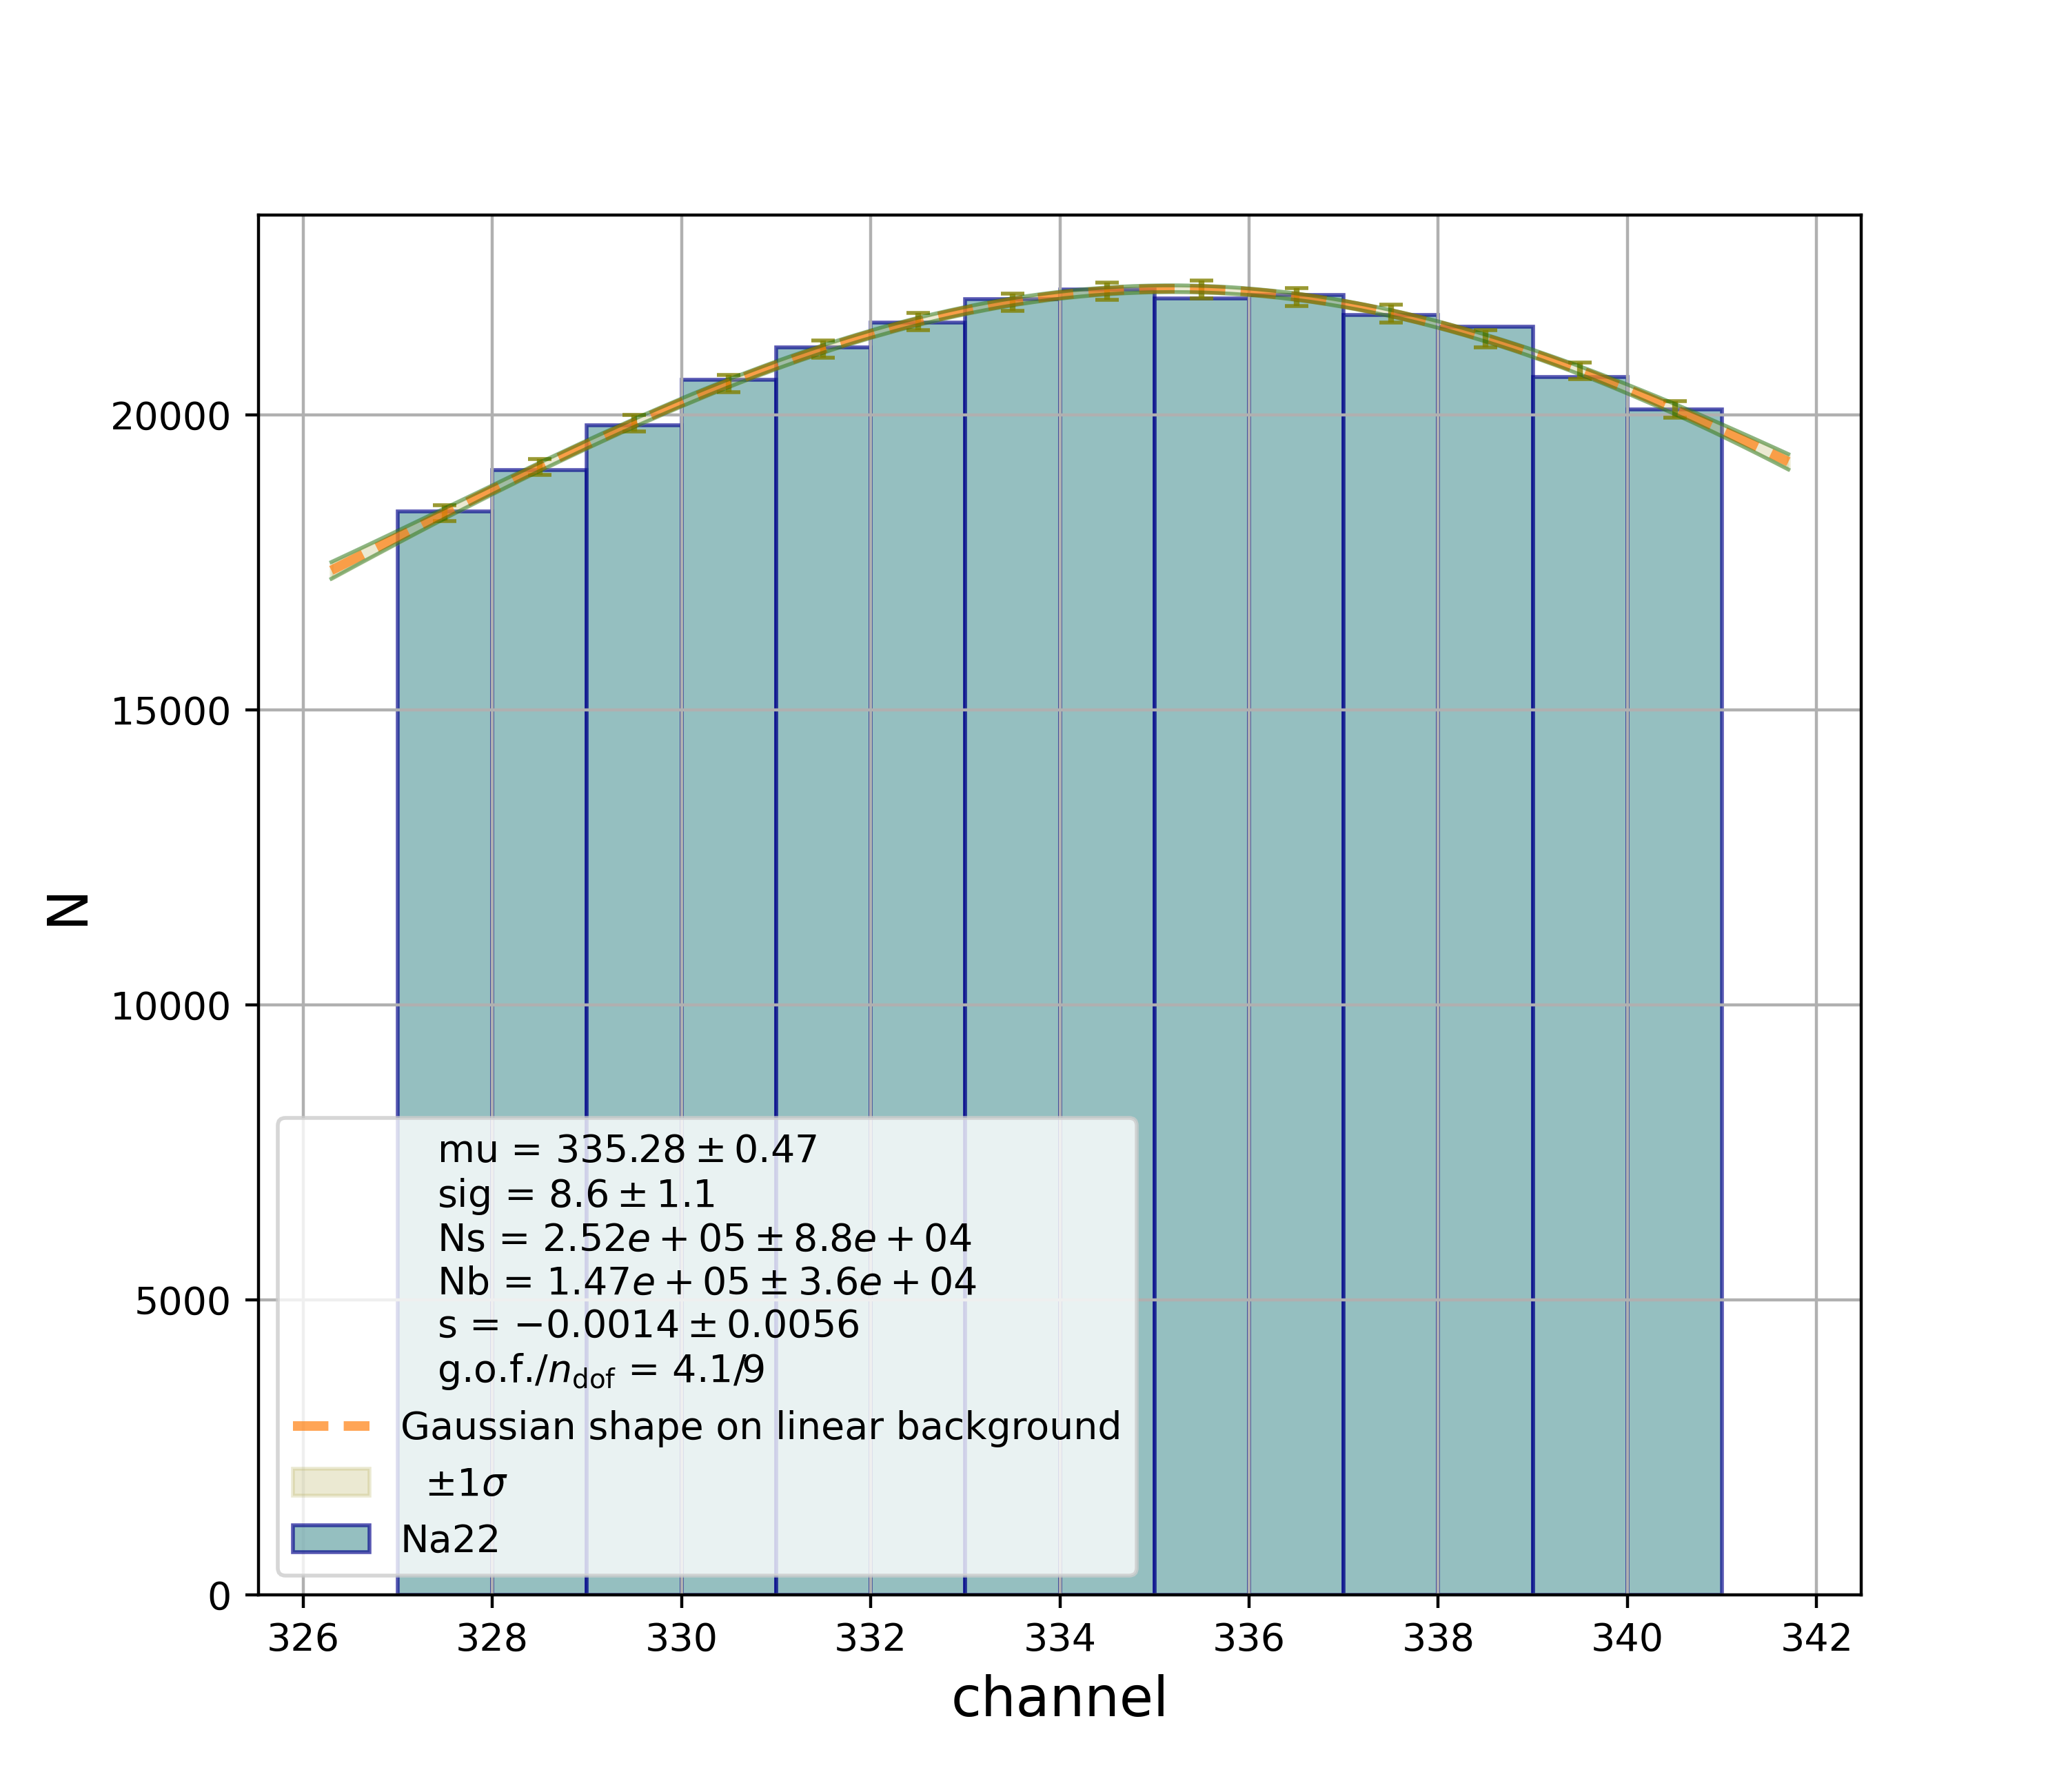 N
20000
15000
10000
5000
0
mu = 335.28 ± 0.47
sig = 8.6 ± 1.1
Ns = 2.52e + 05 ± 8.8e + 04
Nb = 1.47e + 05 ± 3.6e + 04
s = −0.0014 ± 0.0056
g.o.f./n_dof = 4.1/9
Gaussian shape on linear background
±1σ
Na22
326 328 330 332 334 336 338 340 342
channel